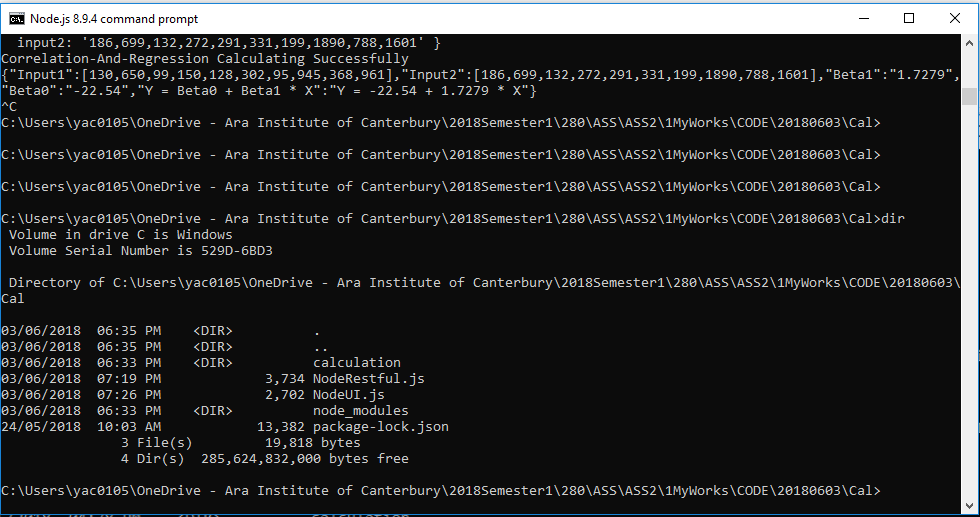 Node.js 8.9.4 command prompt
  input2: '186,699,132,272,291,331,199,1890,788,1601' }
Correlation-And-Regression Calculating Successfully
{"Input1":[130,650,99,150,128,302,95,945,368,961],"Input2":[186,699,132,272,291,331,199,1890,788,1601],"Beta1":"1.7279",
"Beta0":"-22.54","Y = Beta0 + Beta1 * X":"Y = -22.54 + 1.7279 * X"}
^C
C:\Users\yac0105\OneDrive - Ara Institute of Canterbury\2018Semester1\280\ASS\ASS2\1MyWorks\CODE\20180603\Cal>
C:\Users\yac0105\OneDrive - Ara Institute of Canterbury\2018Semester1\280\ASS\ASS2\1MyWorks\CODE\20180603\Cal>
C:\Users\yac0105\OneDrive - Ara Institute of Canterbury\2018Semester1\280\ASS\ASS2\1MyWorks\CODE\20180603\Cal>
C:\Users\yac0105\OneDrive - Ara Institute of Canterbury\2018Semester1\280\ASS\ASS2\1MyWorks\CODE\20180603\Cal>dir
 Volume in drive C is Windows
 Volume Serial Number is 529D-6BD3
 Directory of C:\Users\yac0105\OneDrive - Ara Institute of Canterbury\2018Semester1\280\ASS\ASS2\1MyWorks\CODE\20180603\
Cal
03/06/2018  06:35 PM    <DIR>          .
03/06/2018  06:35 PM    <DIR>          ..
03/06/2018  06:33 PM    <DIR>          calculation
03/06/2018  07:19 PM             3,734 NodeRestful.js
03/06/2018  07:26 PM             2,702 NodeUI.js
03/06/2018  06:33 PM    <DIR>          node_modules
24/05/2018  10:03 AM            13,382 package-lock.json
               3 File(s)         19,818 bytes
               4 Dir(s)  285,624,832,000 bytes free
C:\Users\yac0105\OneDrive - Ara Institute of Canterbury\2018Semester1\280\ASS\ASS2\1MyWorks\CODE\20180603\Cal>